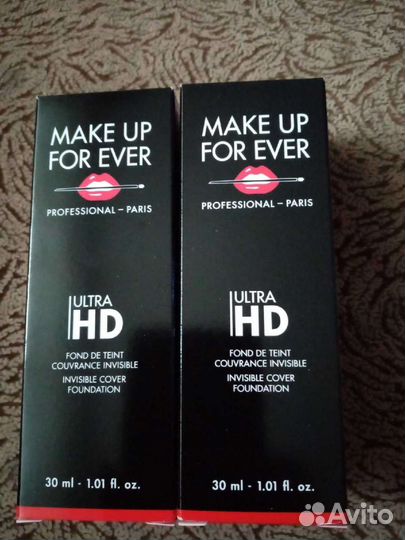 MAKE UP
FOR EVER
PROFESSIONAL – PARIS
ULTRA
HD
FOND DE TEINT
COUVRANCE INVISIBLE
INVISIBLE COVER
FOUNDATION
30 ml - 1.01 fl. oz.
MAKE UP
FOR EVER
PROFESSIONAL – PARIS
ULTRA
HD
FOND DE TEINT
COUVRANCE INVISIBLE
INVISIBLE COVER
FOUNDATION
30 ml - 1.01 fl. oz.
Avito